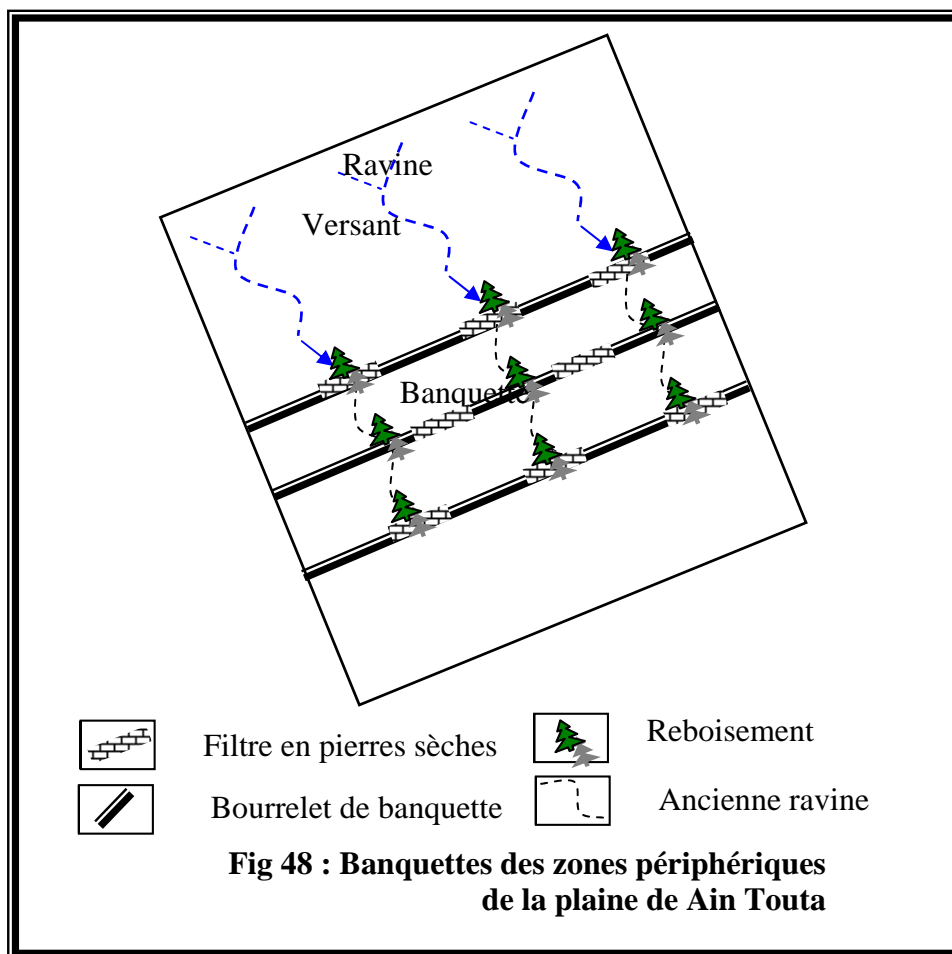 Ravine
Versant
Banquette
Filtre en pierres sèches
Reboisement
Bourrelet de banquette
Ancienne ravine
Fig 48 : Banquettes des zones périphériques
de la plaine de Ain Touta